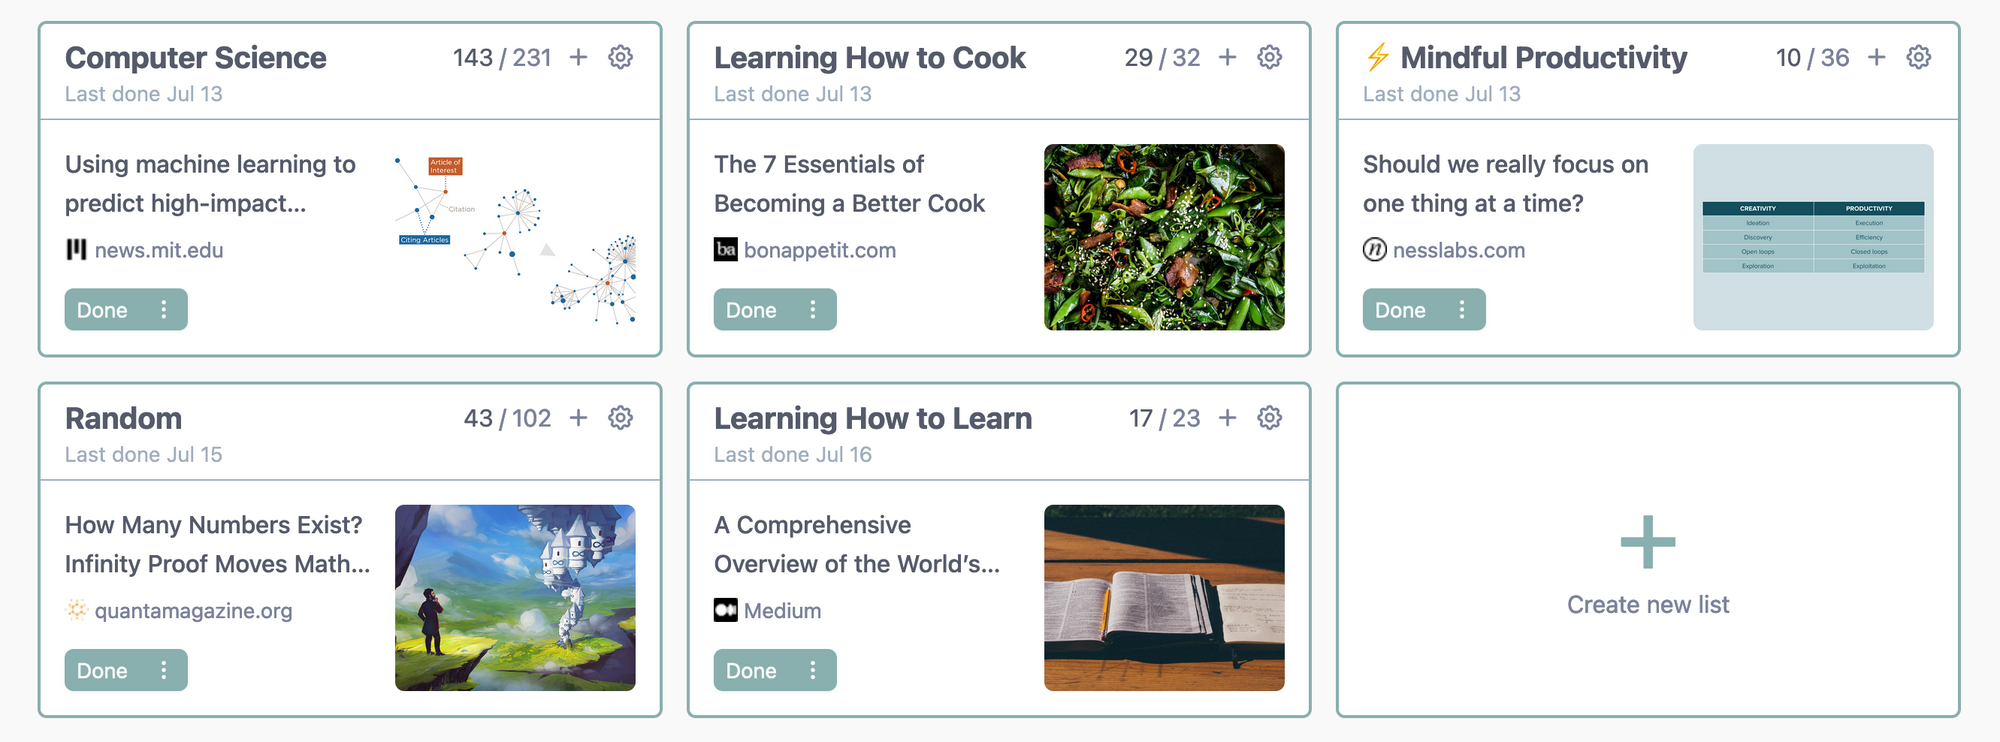 Computer Science 143 / 231 +
Last done Jul 13
Using machine learning to
predict high-impact...
news.mit.edu
Done
Article of
Interest
Citation
Citing Articles
Learning How to Cook 29 / 32 +
Last done Jul 13
The 7 Essentials of
Becoming a Better Cook
ba bonappetit.com
Done
⚡ Mindful Productivity 10 / 36 +
Last done Jul 13
Should we really focus on
one thing at a time?
n nesslabs.com
Done
CREATIVITY PRODUCTIVITY
Ideation Execution
Discovery Efficiency
Open loops Closed loops
Exploration Exploitation
Random 43 / 102 +
Last done Jul 15
How Many Numbers Exist?
Infinity Proof Moves Math...
quantamagazine.org
Done
Learning How to Learn 17 / 23 +
Last done Jul 16
A Comprehensive
Overview of the World's...
Medium
Done
+
Create new list